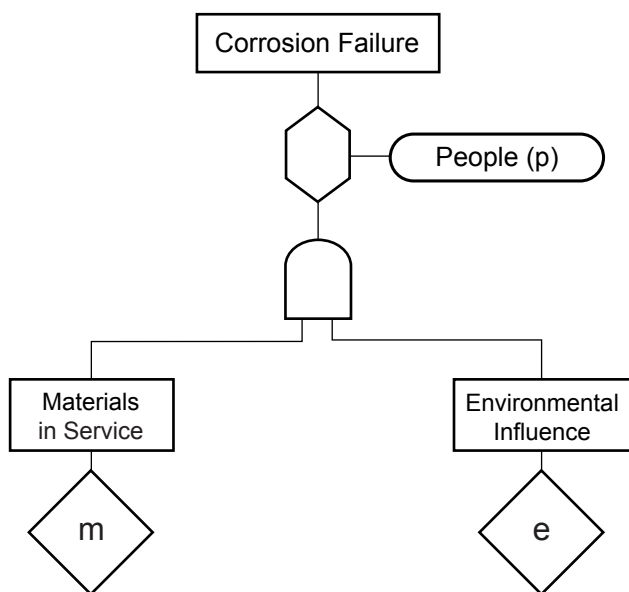 Corrosion Failure
People (p)
Materials
in Service
Environmental
Influence
m
e